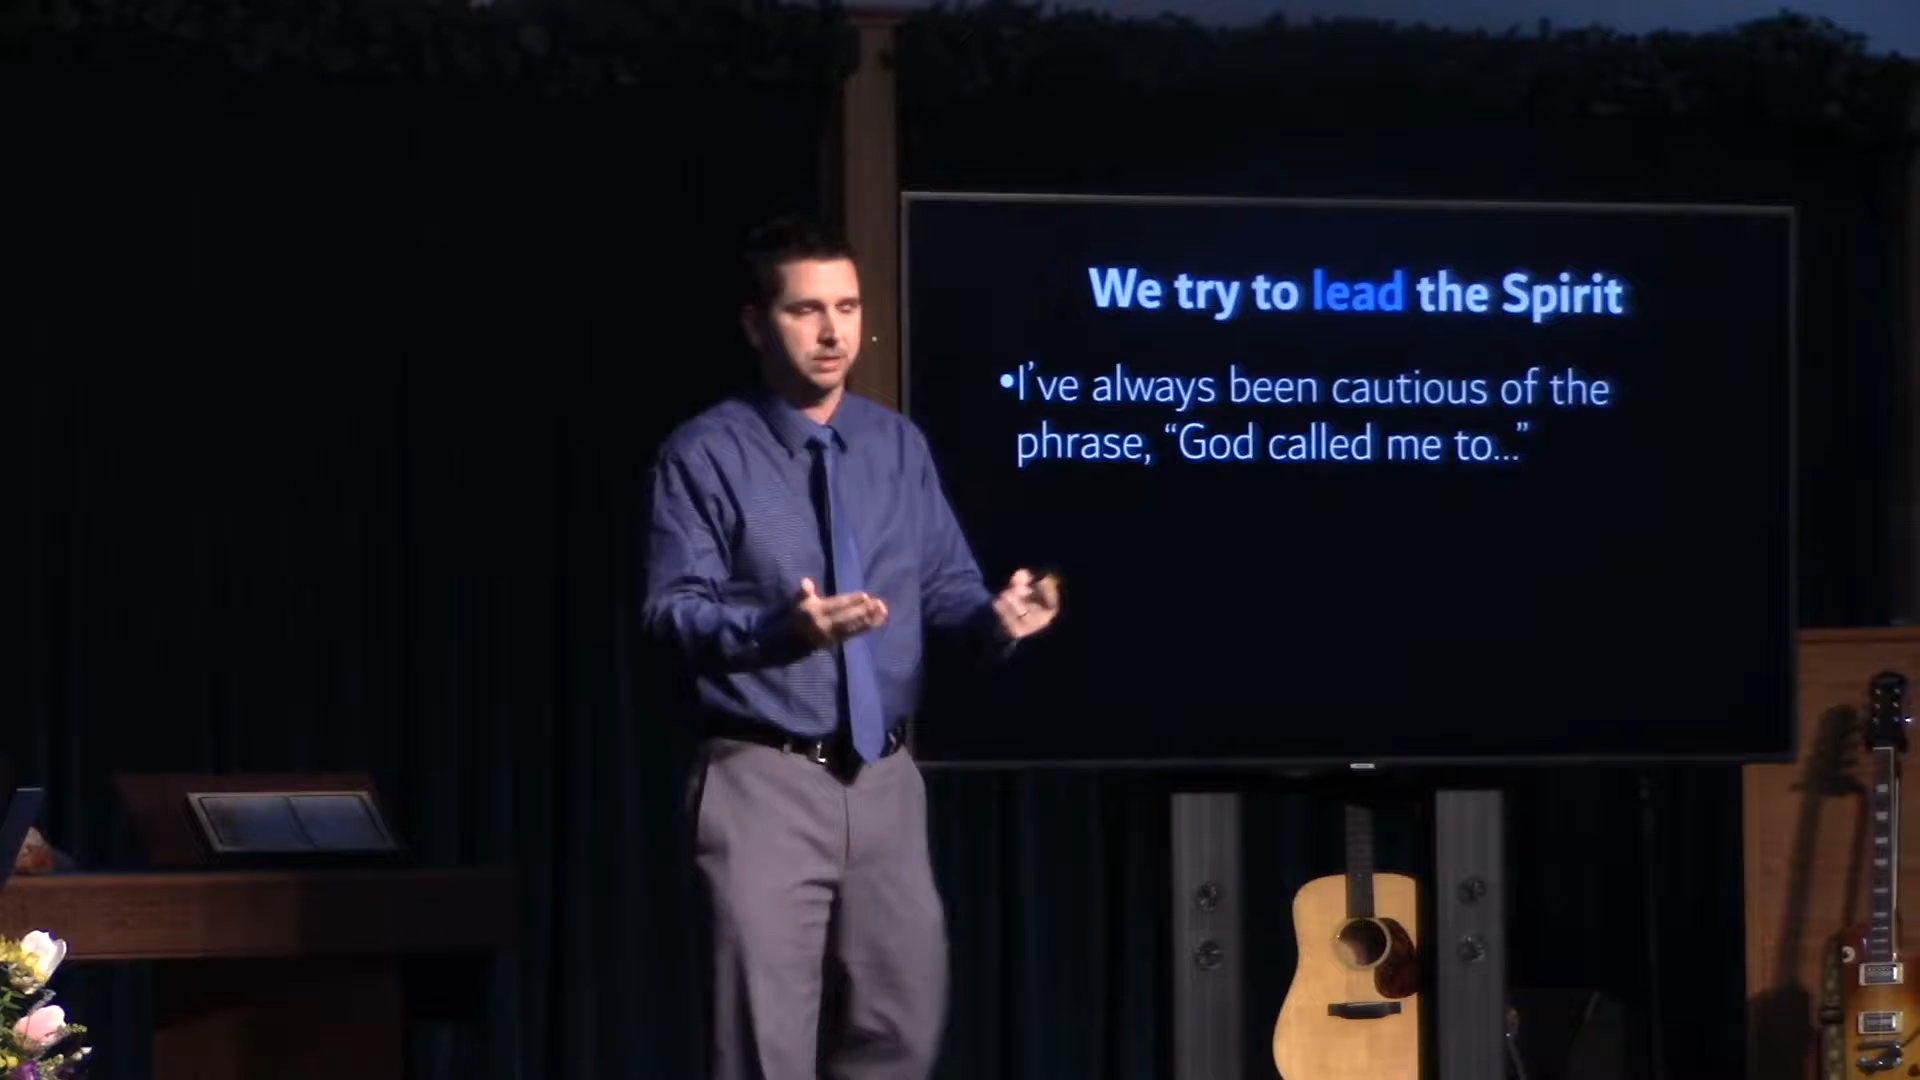 We try to lead the Spirit
•I've always been cautious of the
phrase, “God called me to...”